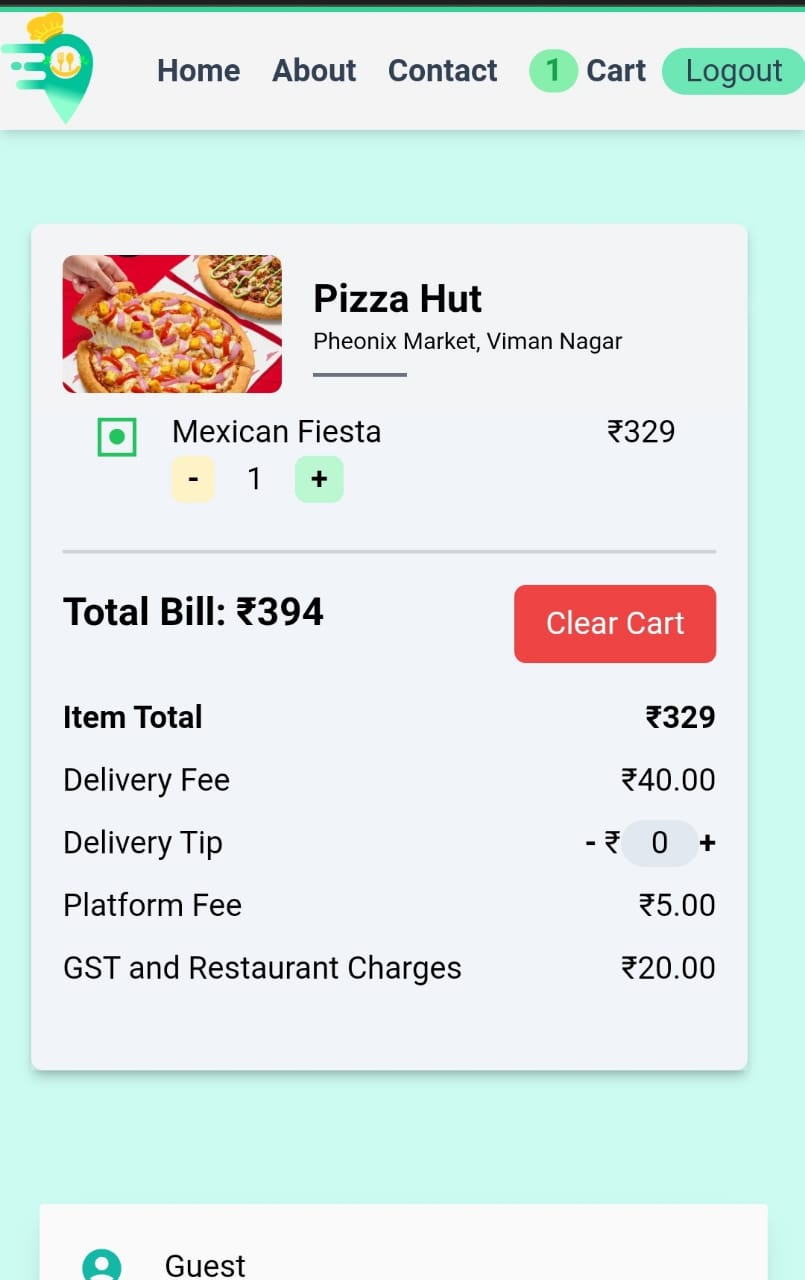 Home About Contact 1 Cart Logout
Pizza Hut
Pheonix Market, Viman Nagar
Mexican Fiesta ₹329
- 1 +
Total Bill: ₹394 Clear Cart
Item Total ₹329
Delivery Fee ₹40.00
Delivery Tip - ₹ 0 +
Platform Fee ₹5.00
GST and Restaurant Charges ₹20.00
Guest